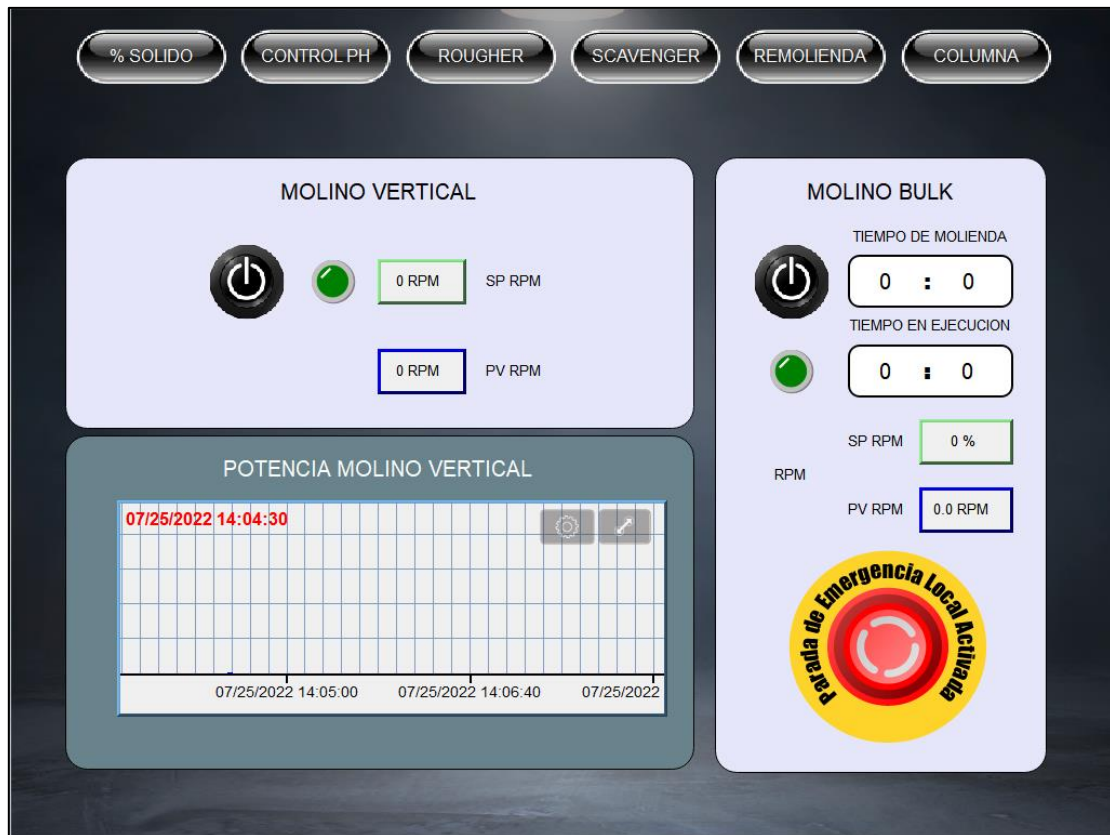 % SOLIDO
CONTROL PH
ROUGHER
SCAVENGER
REMOLIENDA
COLUMNA
MOLINO VERTICAL
0 RPM
SP RPM
0 RPM
PV RPM
POTENCIA MOLINO VERTICAL
07/25/2022 14:04:30
07/25/2022 14:05:00
07/25/2022 14:06:40
07/25/2022
MOLINO BULK
TIEMPO DE MOLIENDA
0 : 0
TIEMPO EN EJECUCION
0 : 0
SP RPM
0 %
RPM
PV RPM
0.0 RPM
Parada de Emergencia Local Activada